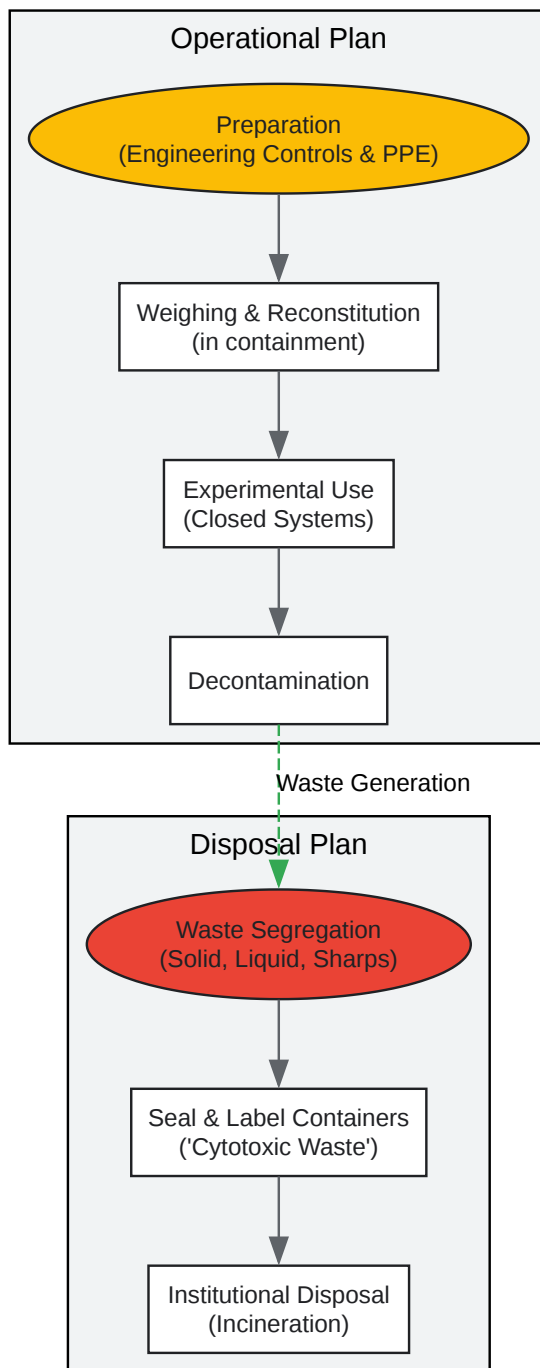 Operational Plan
Preparation
(Engineering Controls & PPE)
Weighing & Reconstitution
(in containment)
Experimental Use
(Closed Systems)
Decontamination
Waste Generation
Disposal Plan
Waste Segregation
(Solid, Liquid, Sharps)
Seal & Label Containers
('Cytotoxic Waste')
Institutional Disposal
(Incineration)